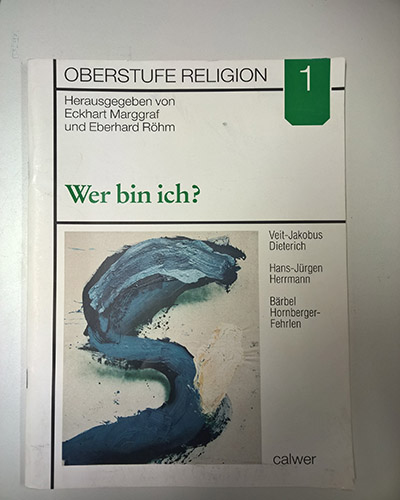 OBERSTUFE RELIGION
1
Herausgegeben von
Eckhart Marggraf
und Eberhard Röhm
Wer bin ich?
Veit-Jakobus
Dieterich
Hans-Jürgen
Herrmann
Bärbel
Hornberger-
Fehrlen
calwer